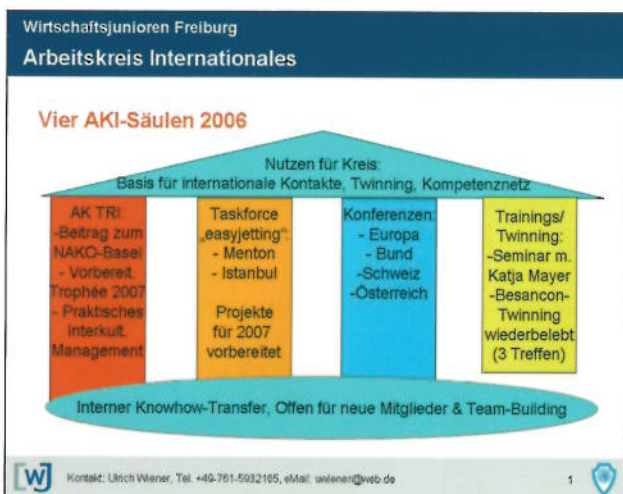 Wirtschaftsjunioren Freiburg
Arbeitskreis Internationales
Vier AKI-Säulen 2006
Nutzen für Kreis:
Basis für internationale Kontakte, Twinning, Kompetenznetz
AK TRI:
-Beitrag zum
NAKO-Basel
- Vorbereit.
Trophée 2007
- Praktisches
Interkult.
Management
Taskforce
„easyjetting“:
- Menton
- Istanbul
Projekte
für 2007
vorbereitet
Konferenzen:
- Europa
- Bund
-Schweiz
-Österreich
Trainings/
Twinning:
-Seminar m.
Katja Mayer
-Besancon-
Twinning
wiederbelebt
(3 Treffen)
Interner Knowhow-Transfer, Offen für neue Mitglieder & Team-Building
[W] Kontakt: Ulrich Wiener, Tel. +49-761-5932165, eMail: uwiener@web.de 1